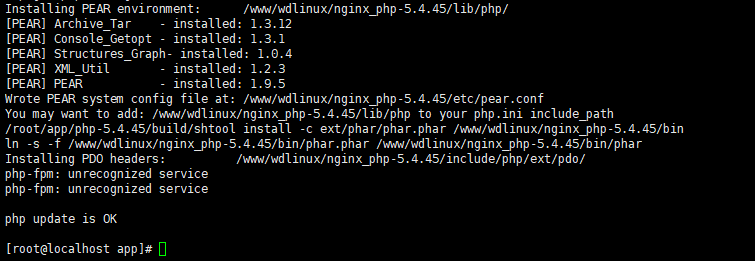 Installing PEAR environment:      /www/wdlinux/nginx_php-5.4.45/lib/php/
[PEAR] Archive_Tar    - installed: 1.3.12
[PEAR] Console_Getopt - installed: 1.3.1
[PEAR] Structures_Graph- installed: 1.0.4
[PEAR] XML_Util       - installed: 1.2.3
[PEAR] PEAR           - installed: 1.9.5
Wrote PEAR system config file at: /www/wdlinux/nginx_php-5.4.45/etc/pear.conf
You may want to add: /www/wdlinux/nginx_php-5.4.45/lib/php to your php.ini include_path
/root/app/php-5.4.45/build/shtool install -c ext/phar/phar.phar /www/wdlinux/nginx_php-5.4.45/bin
ln -s -f /www/wdlinux/nginx_php-5.4.45/bin/phar.phar /www/wdlinux/nginx_php-5.4.45/bin/phar
Installing PDO headers:          /www/wdlinux/nginx_php-5.4.45/include/php/ext/pdo/
php-fpm: unrecognized service
php-fpm: unrecognized service
php update is OK
[root@localhost app]#